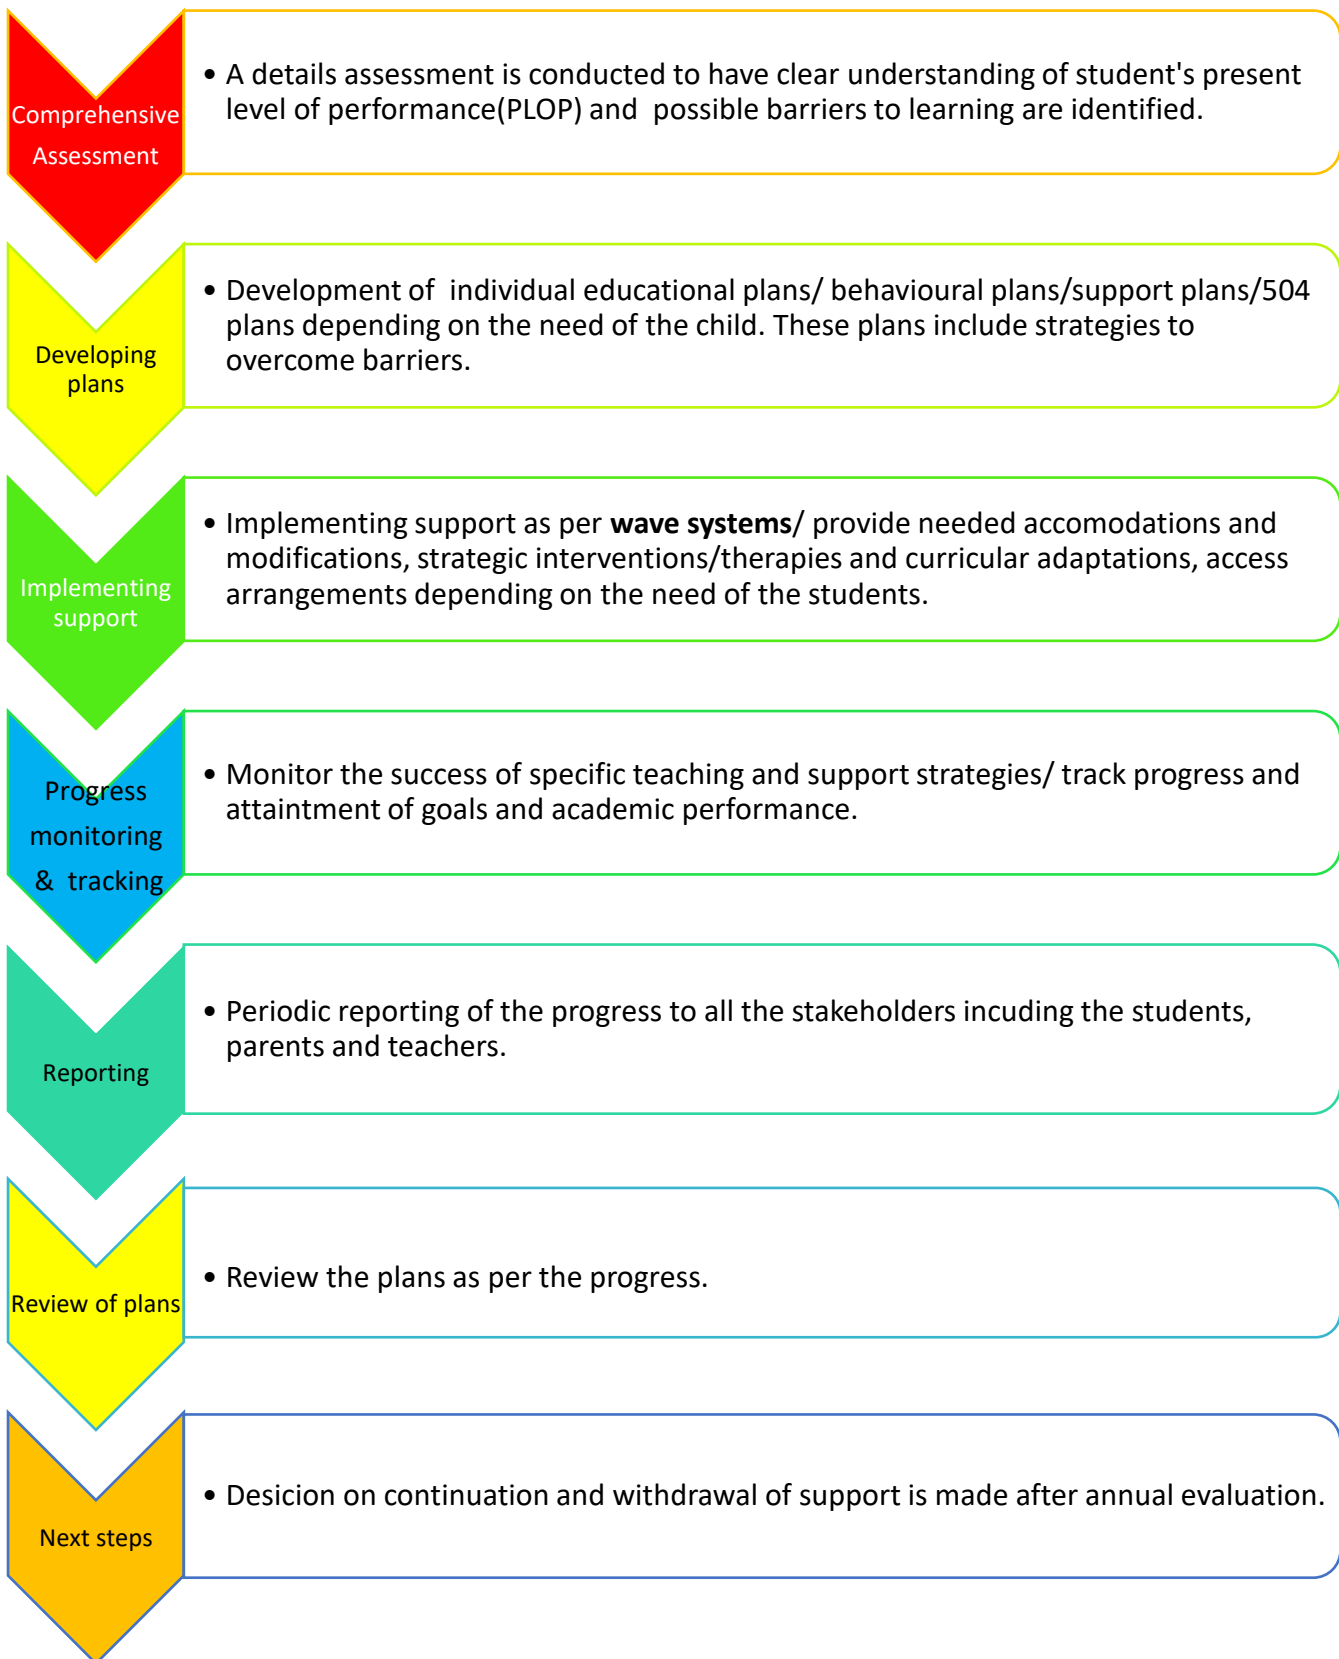 Comprehensive
Assessment
• A details assessment is conducted to have clear understanding of student's present
level of performance(PLOP) and  possible barriers to learning are identified.
Developing
plans
• Development of  individual educational plans/ behavioural plans/support plans/504
plans depending on the need of the child. These plans include strategies to
overcome barriers.
Implementing
support
• Implementing support as per wave systems/ provide needed accomodations and
modifications, strategic interventions/therapies and curricular adaptations, access
arrangements depending on the need of the students.
Progress
monitoring
&  tracking
• Monitor the success of specific teaching and support strategies/ track progress and
attaintment of goals and academic performance.
Reporting
• Periodic reporting of the progress to all the stakeholders incuding the students,
parents and teachers.
Review of plans
• Review the plans as per the progress.
Next steps
• Desicion on continuation and withdrawal of support is made after annual evaluation.